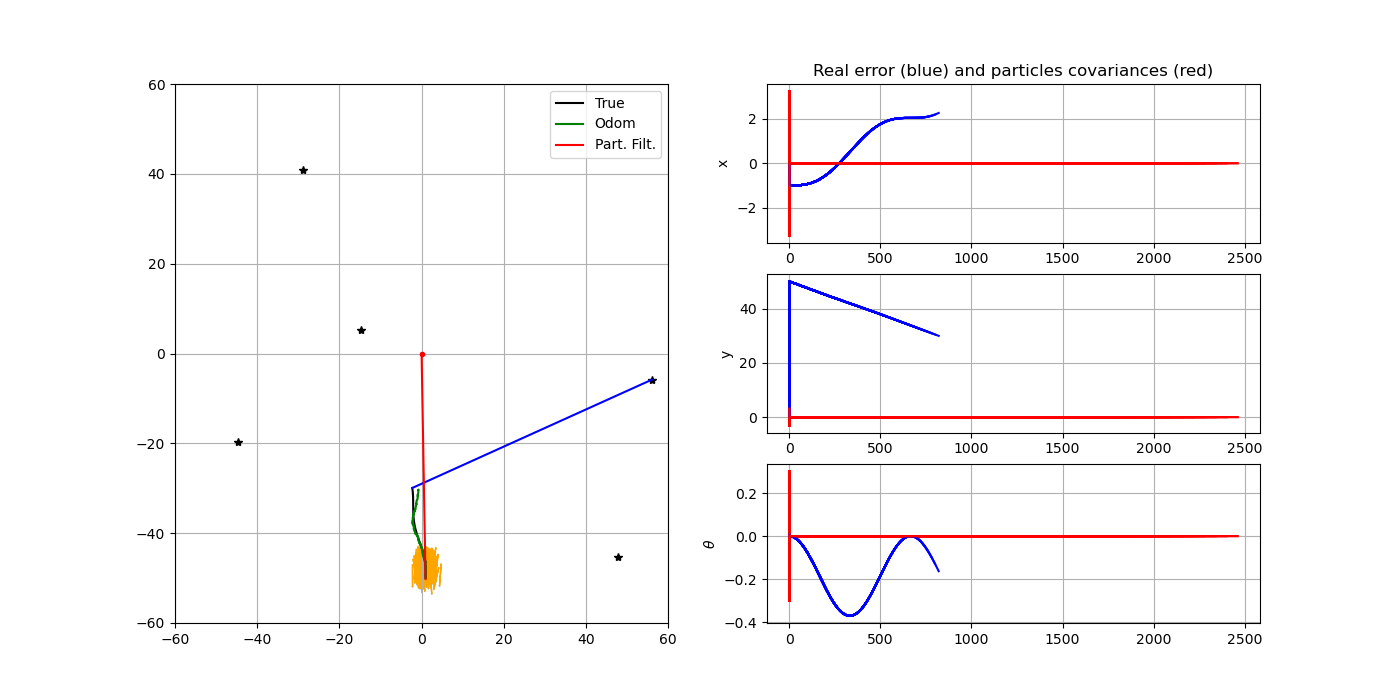 60
40
20
0
−20
−40
−60
−60 −40 −20 0 20 40 60
True
Odom
Part. Filt.
Real error (blue) and particles covariances (red)
x
2
0
−2
0 500 1000 1500 2000 2500
y
40
20
0
0 500 1000 1500 2000 2500
θ
0.2
0.0
−0.2
−0.4
0 500 1000 1500 2000 2500